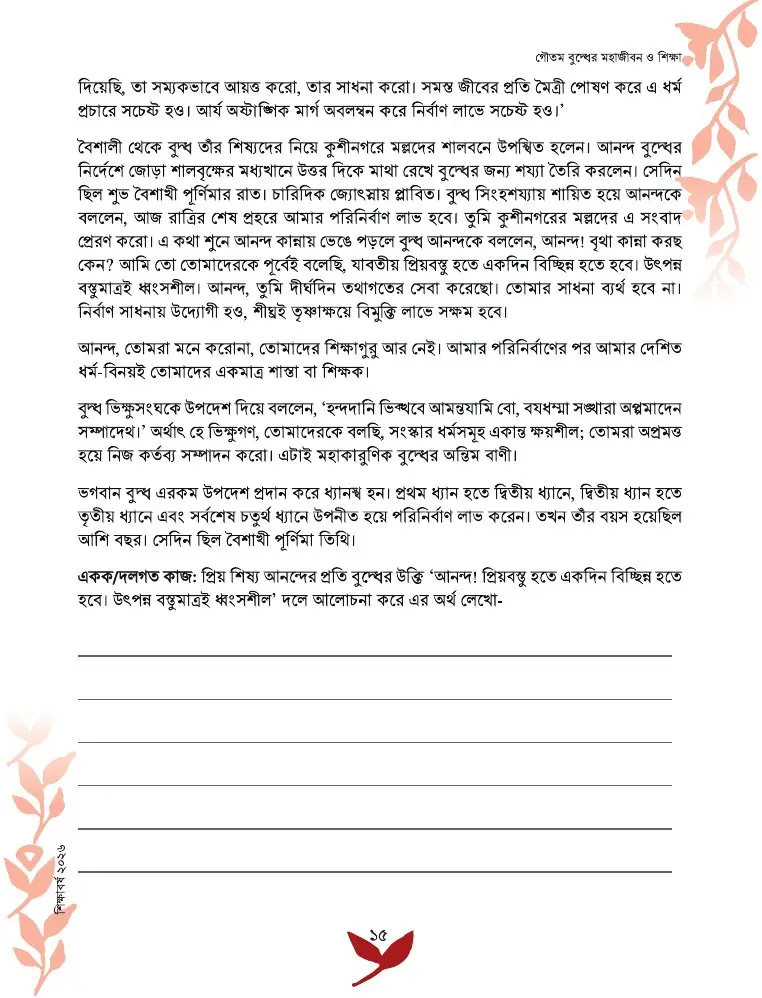 গৌতম বুদ্ধের মহাজীবন ও শিক্ষা
দিয়েছি, তা সম্যকভাবে আয়ত্ত করো, তার সাধনা করো। সমস্ত জীবের প্রতি মৈত্রী পোষণ করে এ ধর্ম
প্রচারে সচেষ্ট হও। আর্য অষ্টাঙ্গিক মার্গ অবলম্বন করে নির্বাণ লাভে সচেষ্ট হও।’
বৈশালী থেকে বুদ্ধ তাঁর শিষ্যদের নিয়ে কুশীনগরে মল্লদের শালবনে উপস্থিত হলেন। আনন্দ বুদ্ধের
নির্দেশে জোড়া শালবৃক্ষের মধ্যখানে উত্তর দিকে মাথা রেখে বুদ্ধের জন্য শয্যা তৈরি করলেন। সেদিন
ছিল শুভ বৈশাখী পূর্ণিমার রাত। চারিদিক জ্যোৎস্নায় প্লাবিত। বুদ্ধ সিংহশয্যায় শায়িত হয়ে আনন্দকে
বললেন, আজ রাত্রির শেষ প্রহরে আমার পরিনির্বাণ লাভ হবে। তুমি কুশীনগরের মল্লদের এ সংবাদ
প্রেরণ করো। এ কথা শুনে আনন্দ কান্নায় ভেঙে পড়লে বুদ্ধ আনন্দকে বললেন, আনন্দ! বৃথা কান্না করছ
কেন? আমি তো তোমাদেরকে পূর্বেই বলেছি, যাবতীয় প্রিয়বস্তু হতে একদিন বিচ্ছিন্ন হতে হবে। উৎপন্ন
বস্তুমাত্রই ধ্বংসশীল। আনন্দ, তুমি দীর্ঘদিন তথাগতের সেবা করেছো। তোমার সাধনা ব্যর্থ হবে না।
নির্বাণ সাধনায় উদ্যোগী হও, শীঘ্রই তৃষ্ণাক্ষয়ে বিমুক্তি লাভে সক্ষম হবে।
আনন্দ, তোমরা মনে করোনা, তোমাদের শিক্ষাগুরু আর নেই। আমার পরিনির্বাণের পর আমার দেশিত
ধর্ম-বিনয়ই তোমাদের একমাত্র শাস্তা বা শিক্ষক।
বুদ্ধ ভিক্ষুসংঘকে উপদেশ দিয়ে বললেন, ‘হন্দদানি ভিক্খবে আমন্তযামি বো, বযধম্মা সঙ্খারা অপ্পমাদেন
সম্পাদেথ।’ অর্থাৎ হে ভিক্ষুগণ, তোমাদেরকে বলছি, সংস্কার ধর্মসমূহ একান্ত ক্ষয়শীল; তোমরা অপ্রমত্ত
হয়ে নিজ কর্তব্য সম্পাদন করো। এটাই মহাকারুণিক বুদ্ধের অন্তিম বাণী।
ভগবান বুদ্ধ এরকম উপদেশ প্রদান করে ধ্যানস্থ হন। প্রথম ধ্যান হতে দ্বিতীয় ধ্যানে, দ্বিতীয় ধ্যান হতে
তৃতীয় ধ্যানে এবং সর্বশেষ চতুর্থ ধ্যানে উপনীত হয়ে পরিনির্বাণ লাভ করেন। তখন তাঁর বয়স হয়েছিল
আশি বছর। সেদিন ছিল বৈশাখী পূর্ণিমা তিথি।
একক/দলগত কাজ: প্রিয় শিষ্য আনন্দের প্রতি বুদ্ধের উক্তি ‘আনন্দ! প্রিয়বস্তু হতে একদিন বিচ্ছিন্ন হতে
হবে। উৎপন্ন বস্তুমাত্রই ধ্বংসশীল’ দলে আলোচনা করে এর অর্থ লেখো-
শিক্ষাবর্ষ ২০২৬
১৫